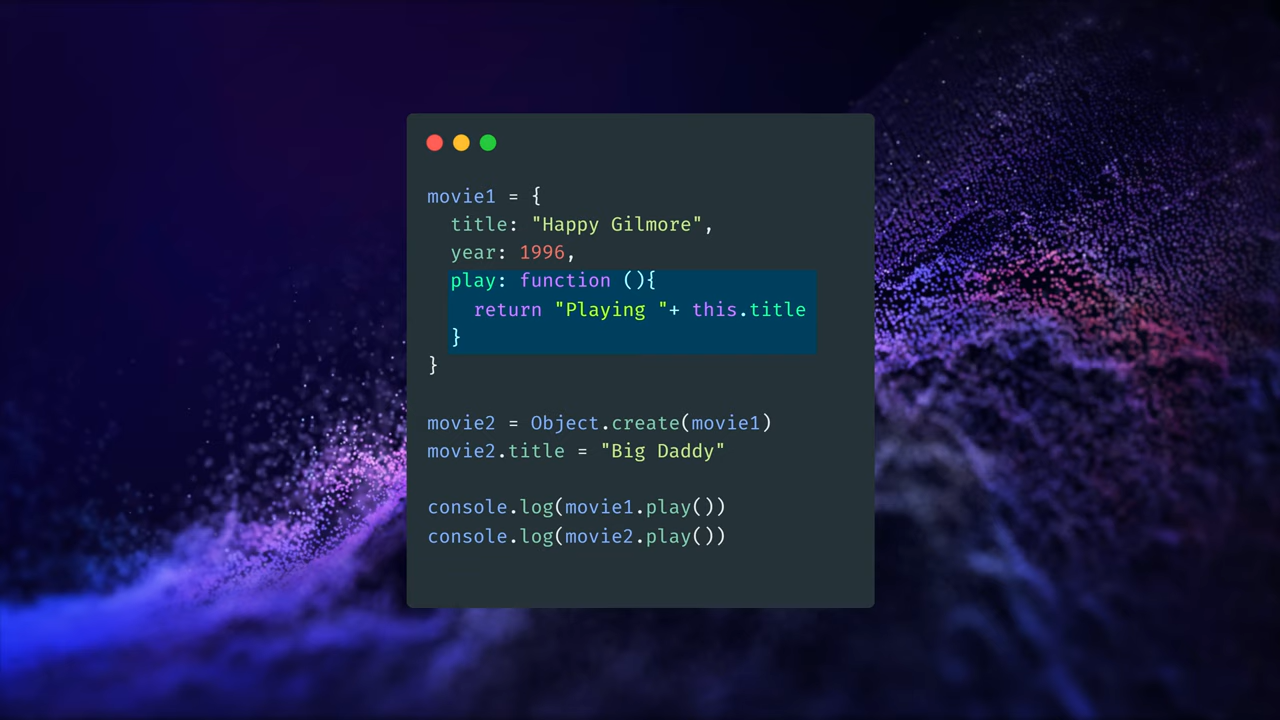 movie1 = {
  title: "Happy Gilmore",
  year: 1996,
  play: function (){
    return "Playing "+ this.title
  }
}

movie2 = Object.create(movie1)
movie2.title = "Big Daddy"

console.log(movie1.play())
console.log(movie2.play())